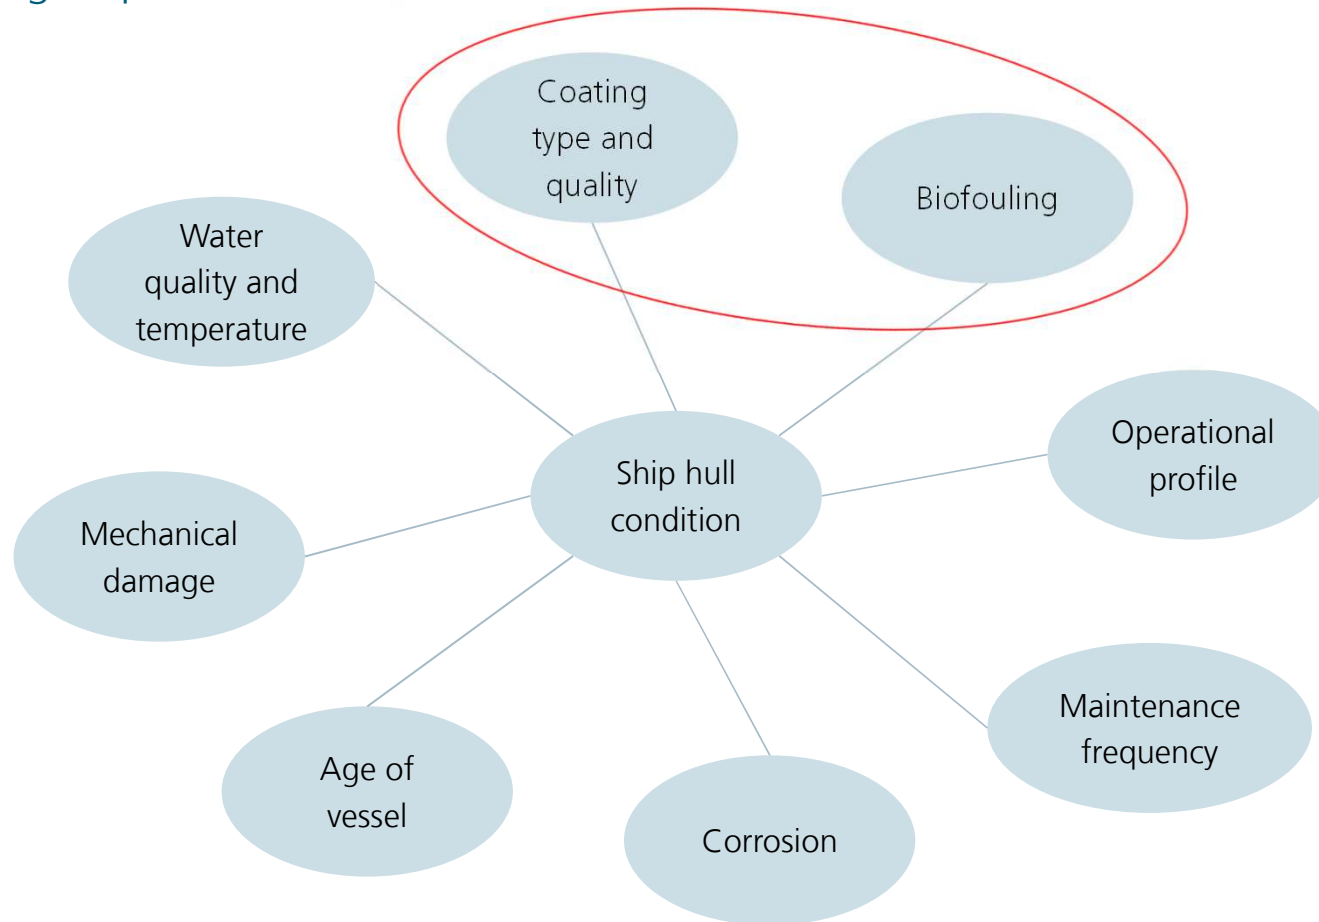 Coating
type and
quality
Biofouling
Water
quality and
temperature
Operational
profile
Ship hull
condition
Mechanical
damage
Maintenance
frequency
Age of
vessel
Corrosion